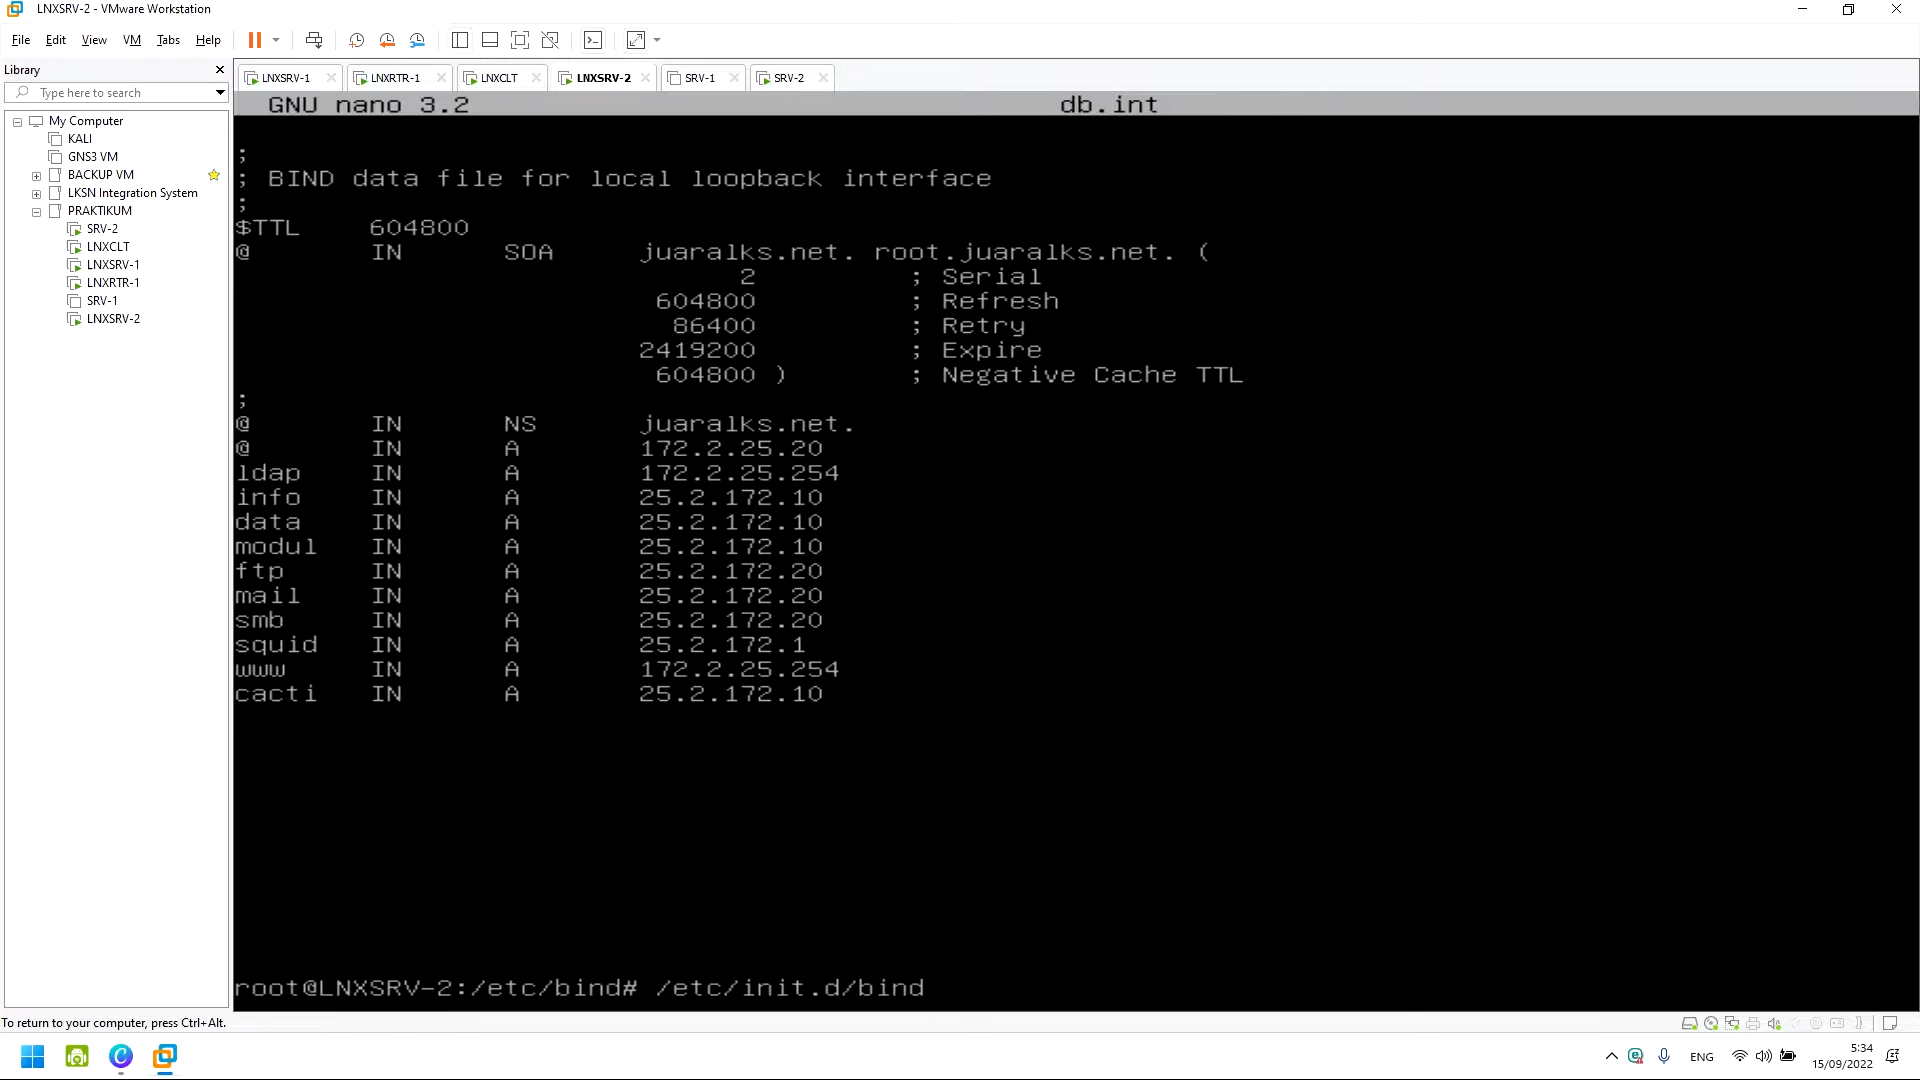 LNXSRV-2 - VMware Workstation
File Edit View VM Tabs Help
Library
Type here to search
My Computer
KALI
GNS3 VM
BACKUP VM
LKSN Integration System
PRAKTIKUM
SRV-2
LNXCLT
LNXSRV-1
LNXRTR-1
SRV-1
LNXSRV-2
LNXSRV-1 LNXRTR-1 LNXCLT LNXSRV-2 SRV-1 SRV-2
GNU nano 3.2 db.int
;
; BIND data file for local loopback interface
;
$TTL 604800
@ IN SOA juaralks.net. root.juaralks.net. (
2 ; Serial
604800 ; Refresh
86400 ; Retry
2419200 ; Expire
604800 ) ; Negative Cache TTL
;
@ IN NS juaralks.net.
@ IN A 172.2.25.20
ldap IN A 172.2.25.254
info IN A 25.2.172.10
data IN A 25.2.172.10
modul IN A 25.2.172.10
ftp IN A 25.2.172.20
mail IN A 25.2.172.20
smb IN A 25.2.172.20
squid IN A 25.2.172.1
www IN A 172.2.25.254
cacti IN A 25.2.172.10
root@LNXSRV-2:/etc/bind# /etc/init.d/bind
To return to your computer, press Ctrl+Alt.
ENG
5:34
15/09/2022